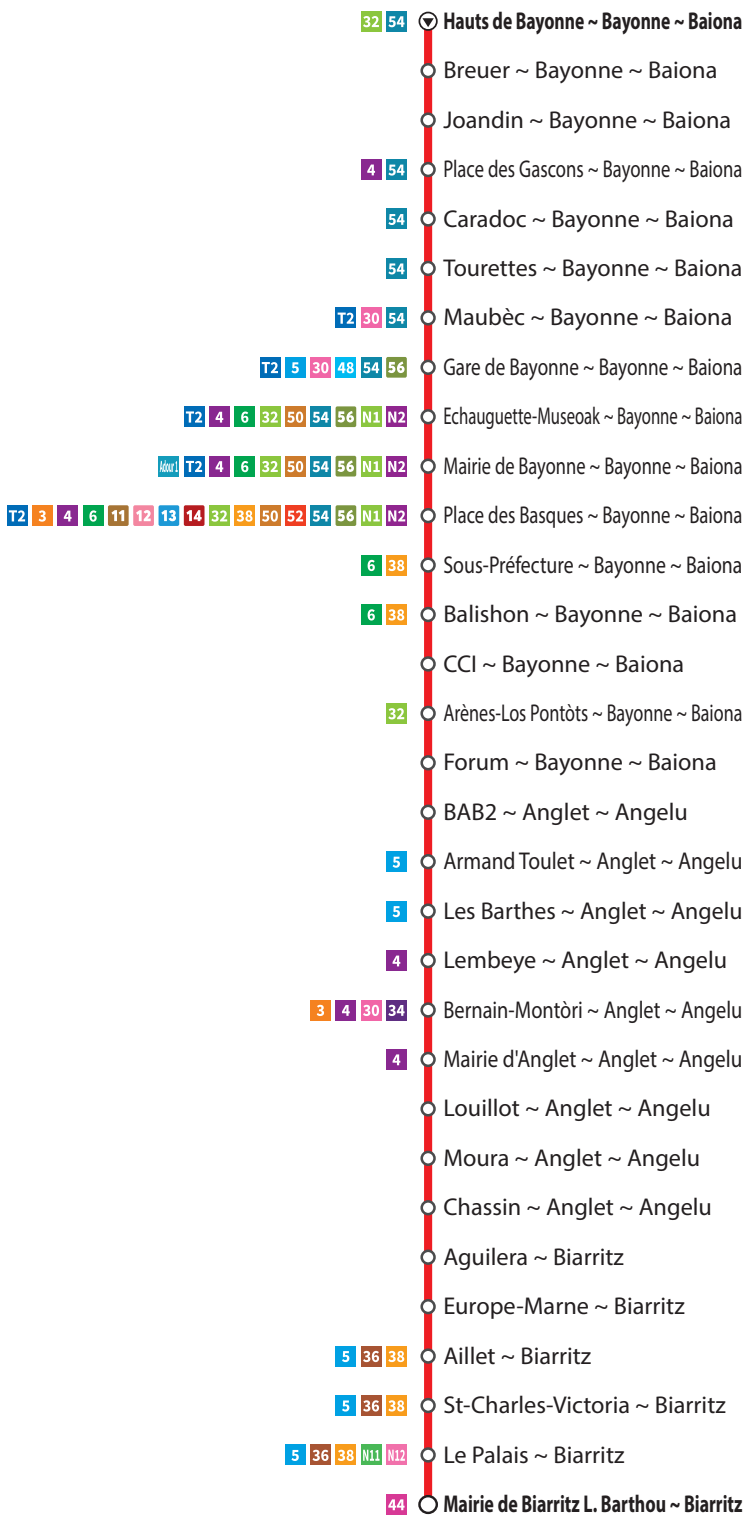 32 54 Hauts de Bayonne ~ Bayonne ~ Baiona
Breuer ~ Bayonne ~ Baiona
Joandin ~ Bayonne ~ Baiona
4 54 Place des Gascons ~ Bayonne ~ Baiona
54 Caradoc ~ Bayonne ~ Baiona
54 Tourettes ~ Bayonne ~ Baiona
T2 30 54 Maubèc ~ Bayonne ~ Baiona
T2 5 30 48 54 56 Gare de Bayonne ~ Bayonne ~ Baiona
T2 4 6 32 50 54 56 N1 N2 Echauguette-Museoak ~ Bayonne ~ Baiona
Adour 1 T2 4 6 32 50 54 56 N1 N2 Mairie de Bayonne ~ Bayonne ~ Baiona
T2 3 4 6 11 12 13 14 32 38 50 52 54 56 N1 N2 Place des Basques ~ Bayonne ~ Baiona
6 38 Sous-Préfecture ~ Bayonne ~ Baiona
6 38 Balishon ~ Bayonne ~ Baiona
CCI ~ Bayonne ~ Baiona
32 Arènes-Los Pontòts ~ Bayonne ~ Baiona
Forum ~ Bayonne ~ Baiona
BAB2 ~ Anglet ~ Angelu
5 Armand Toulet ~ Anglet ~ Angelu
5 Les Barthes ~ Anglet ~ Angelu
4 Lembeye ~ Anglet ~ Angelu
3 4 30 34 Bernain-Montòri ~ Anglet ~ Angelu
4 Mairie d'Anglet ~ Anglet ~ Angelu
Louillot ~ Anglet ~ Angelu
Moura ~ Anglet ~ Angelu
Chassin ~ Anglet ~ Angelu
Aguilera ~ Biarritz
Europe-Marne ~ Biarritz
5 36 38 Aillet ~ Biarritz
5 36 38 St-Charles-Victoria ~ Biarritz
5 36 38 N11 N12 Le Palais ~ Biarritz
44 Mairie de Biarritz L. Barthou ~ Biarritz